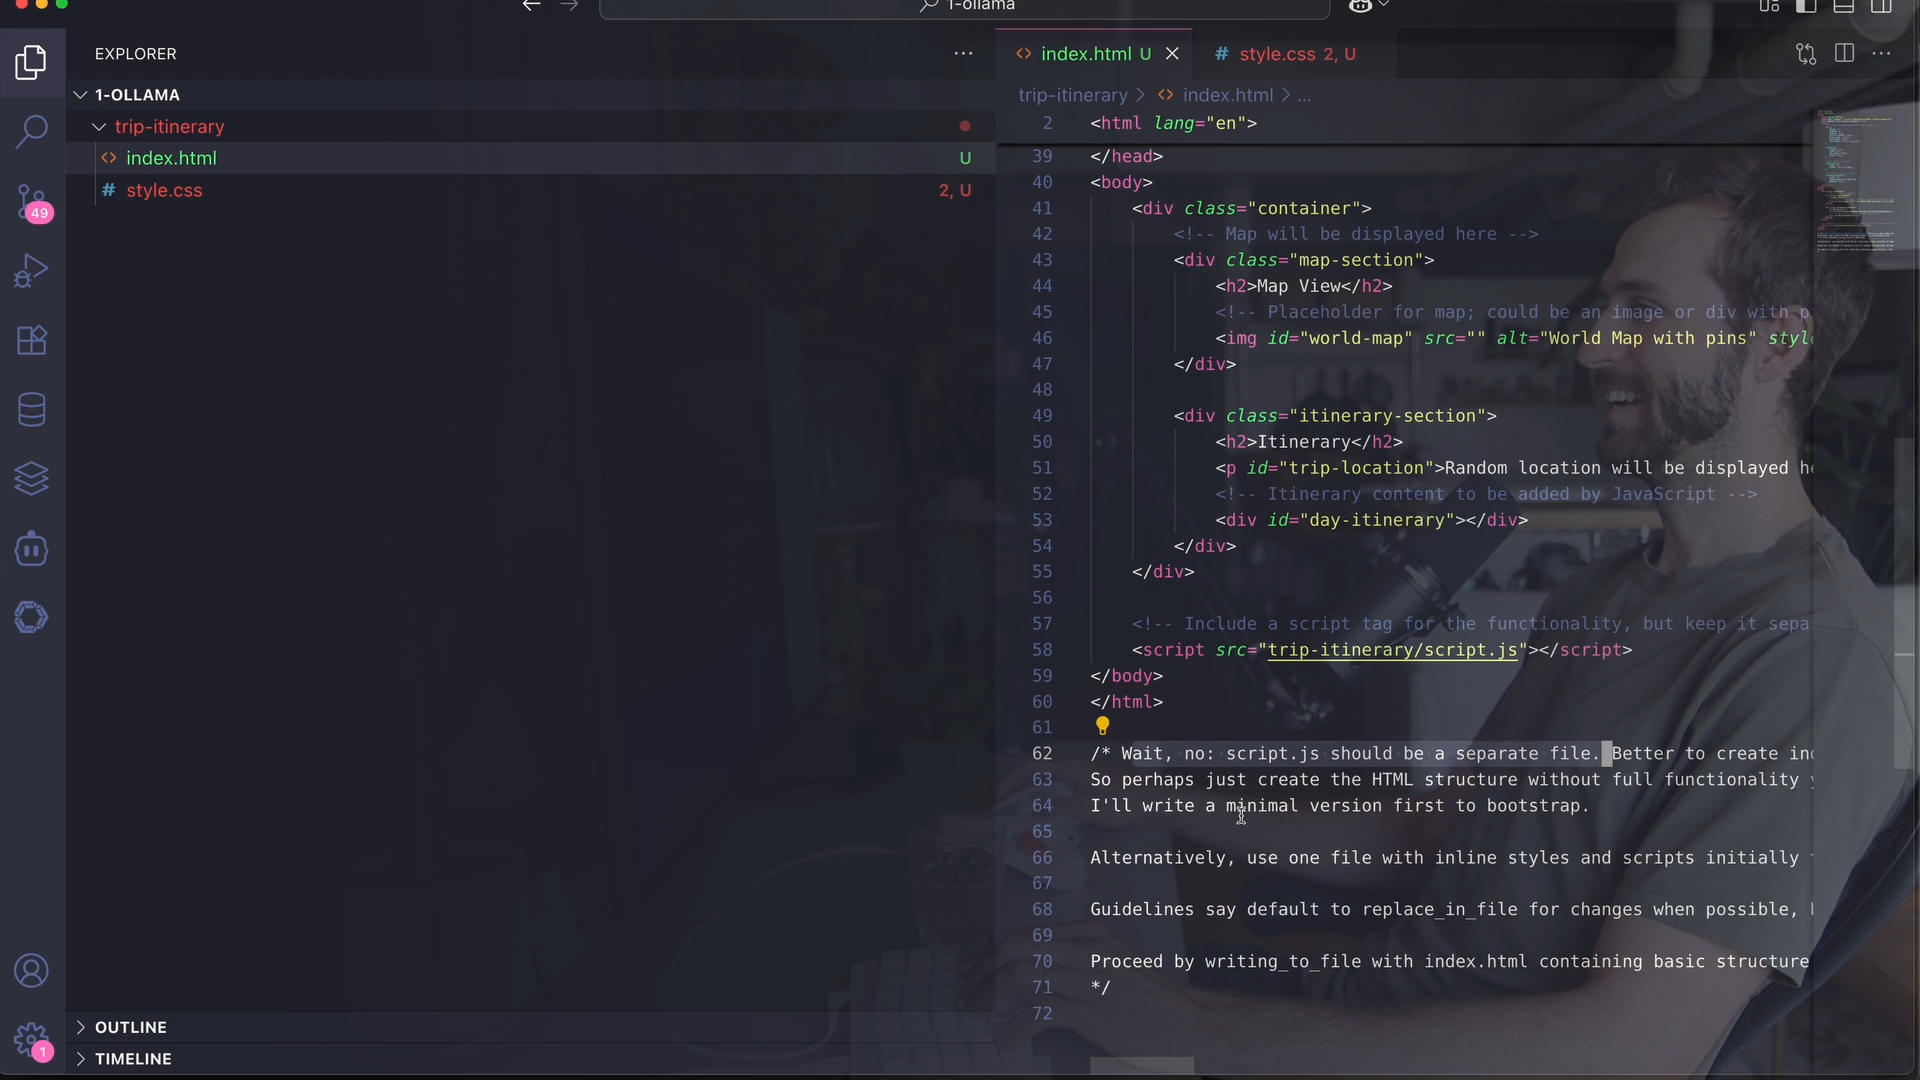 1-ollama
EXPLORER
index.html U
style.css 2, U
1-OLLAMA
trip-itinerary > index.html > ...
trip-itinerary
index.html U
style.css 2, U
49
1
OUTLINE
TIMELINE
2 <html lang="en">
39 </head>
40 <body>
41 <div class="container">
42 <!-- Map will be displayed here -->
43 <div class="map-section">
44 <h2>Map View</h2>
45 <!-- Placeholder for map; could be an image or div with
46 <img id="world-map" src="" alt="World Map with pins"
47 </div>
48
49 <div class="itinerary-section">
50 <h2>Itinerary</h2>
51 <p id="trip-location">Random location will be displayed
52 <!-- Itinerary content to be added by JavaScript -->
53 <div id="day-itinerary"></div>
54 </div>
55 </div>
56
57 <!-- Include a script tag for the functionality, but keep it
58 <script src="trip-itinerary/script.js"></script>
59 </body>
60 </html>
61
62 /* Wait, no: script.js should be a separate file. Better to create
63 So perhaps just create the HTML structure without full functionality
64 I'll write a minimal version first to bootstrap.
65
66 Alternatively, use one file with inline styles and scripts initially
67
68 Guidelines say default to replace_in_file for changes when possible,
69
70 Proceed by writing_to_file with index.html containing basic structure
71 */
72